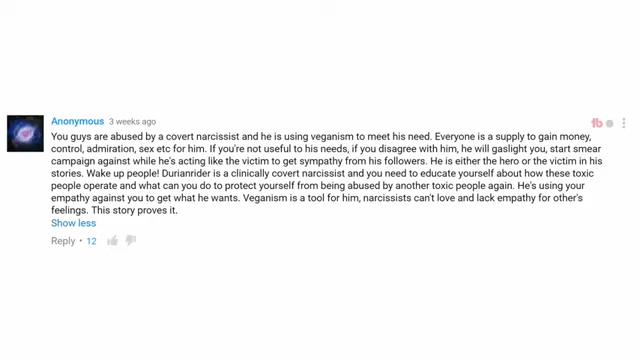 Anonymous 3 weeks ago
You guys are abused by a covert narcissist and he is using veganism to meet his need. Everyone is a supply to gain money,
control, admiration, sex etc for him. If you're not useful to his needs, if you disagree with him, he will gaslight you, start smear
campaign against while he's acting like the victim to get sympathy from his followers. He is either the hero or the victim in his
stories. Wake up people! Durianrider is a clinically covert narcissist and you need to educate yourself about how these toxic
people operate and what can you do to protect yourself from being abused by another toxic people again. He's using your
empathy against you to get what he wants. Veganism is a tool for him, narcissists can't love and lack empathy for other's
feelings. This story proves it.
Show less
Reply • 12